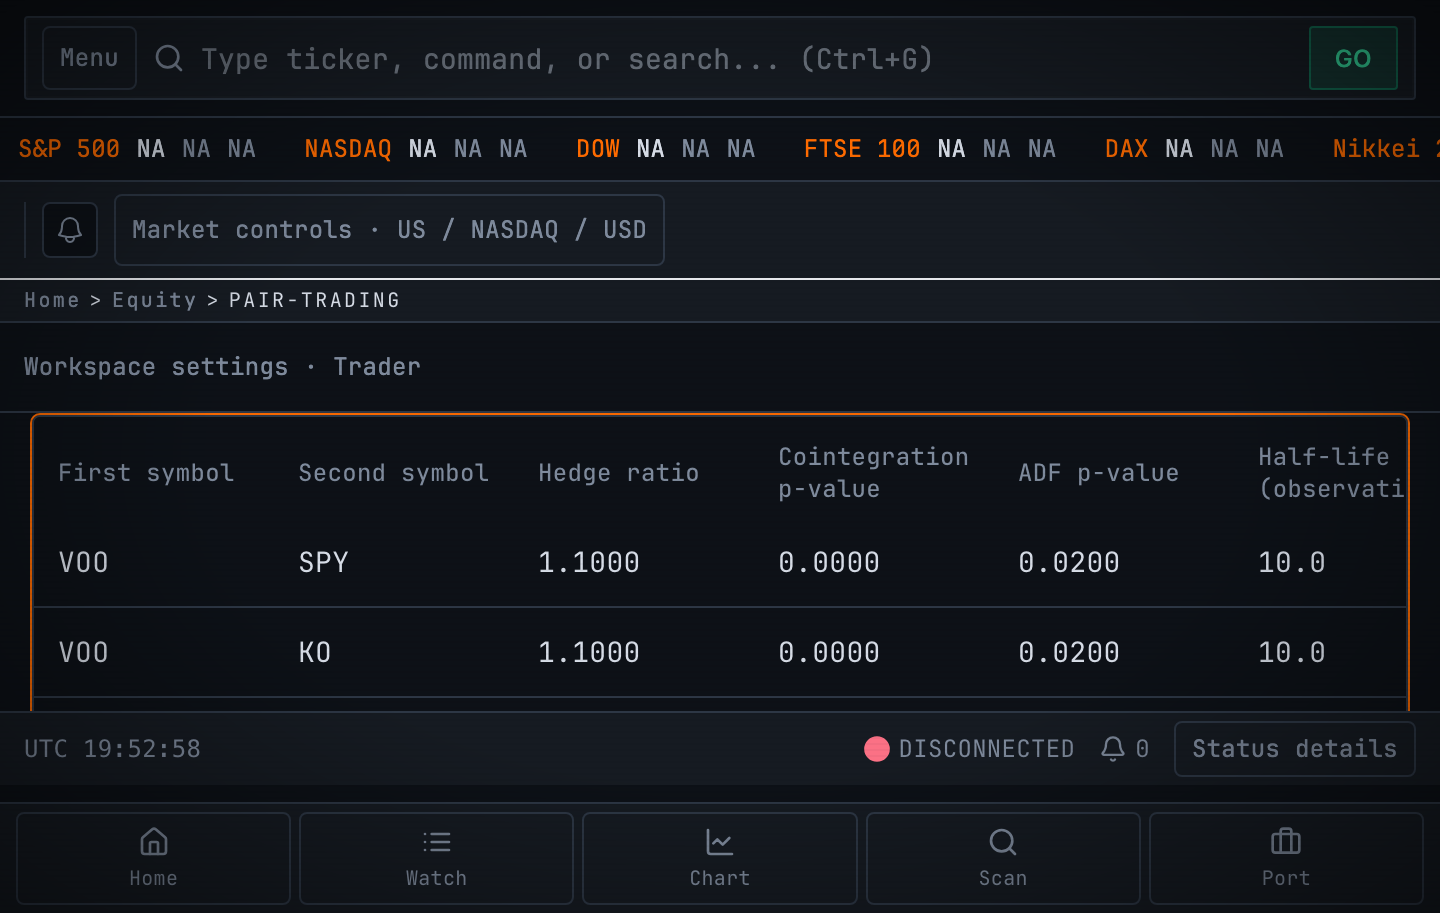 Menu Type ticker, command, or search... (Ctrl+G) GO
S&P 500 NA NA NA NASDAQ NA NA NA DOW NA NA NA FTSE 100 NA NA NA DAX NA NA NA Nikkei
Market controls · US / NASDAQ / USD
Home > Equity > PAIR-TRADING
Workspace settings · Trader
First symbol Second symbol Hedge ratio Cointegration p-value ADF p-value Half-life (observati
VOO SPY 1.1000 0.0000 0.0200 10.0
VOO KO 1.1000 0.0000 0.0200 10.0
UTC 19:52:58 DISCONNECTED 0 Status details
Home Watch Chart Scan Port